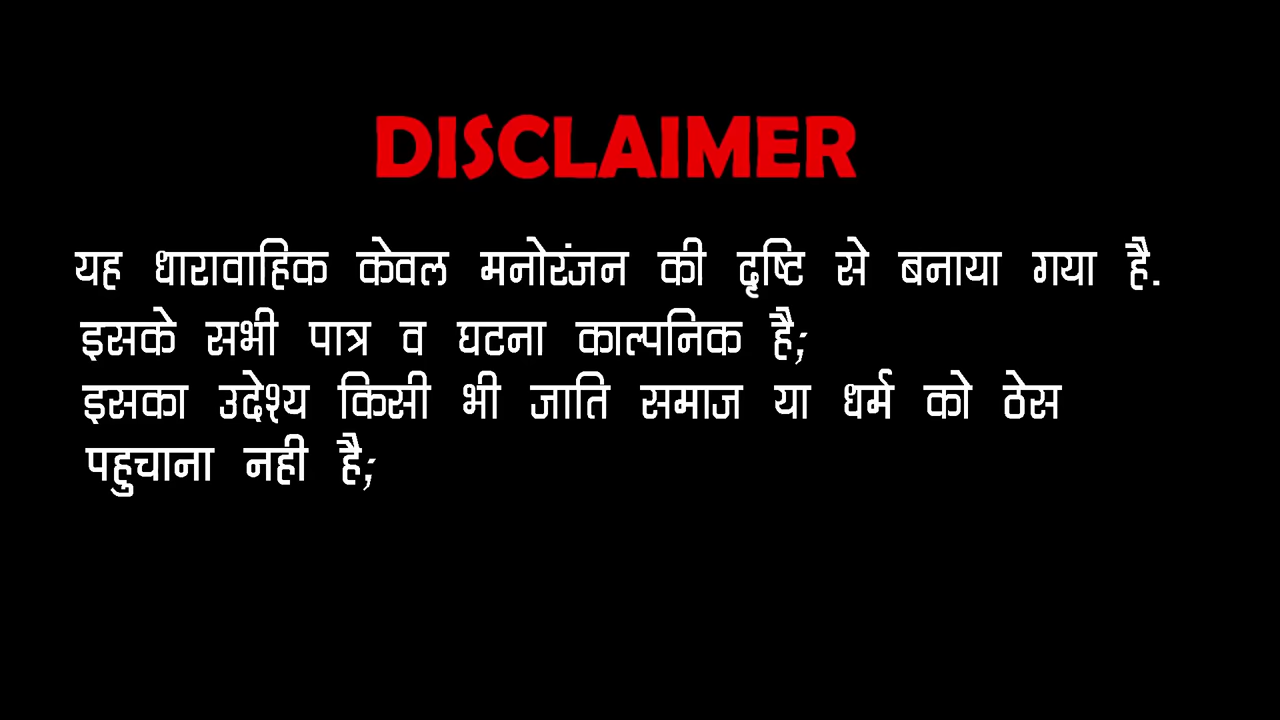 DISCLAIMER
यह धारावाहिक केवल मनोरंजन की दृष्टि से बनाया गया है.
इसके सभी पात्र व घटना काल्पनिक है;
इसका उदेश्य किसी भी जाति समाज या धर्म को ठेस
पहुचाना नही है;